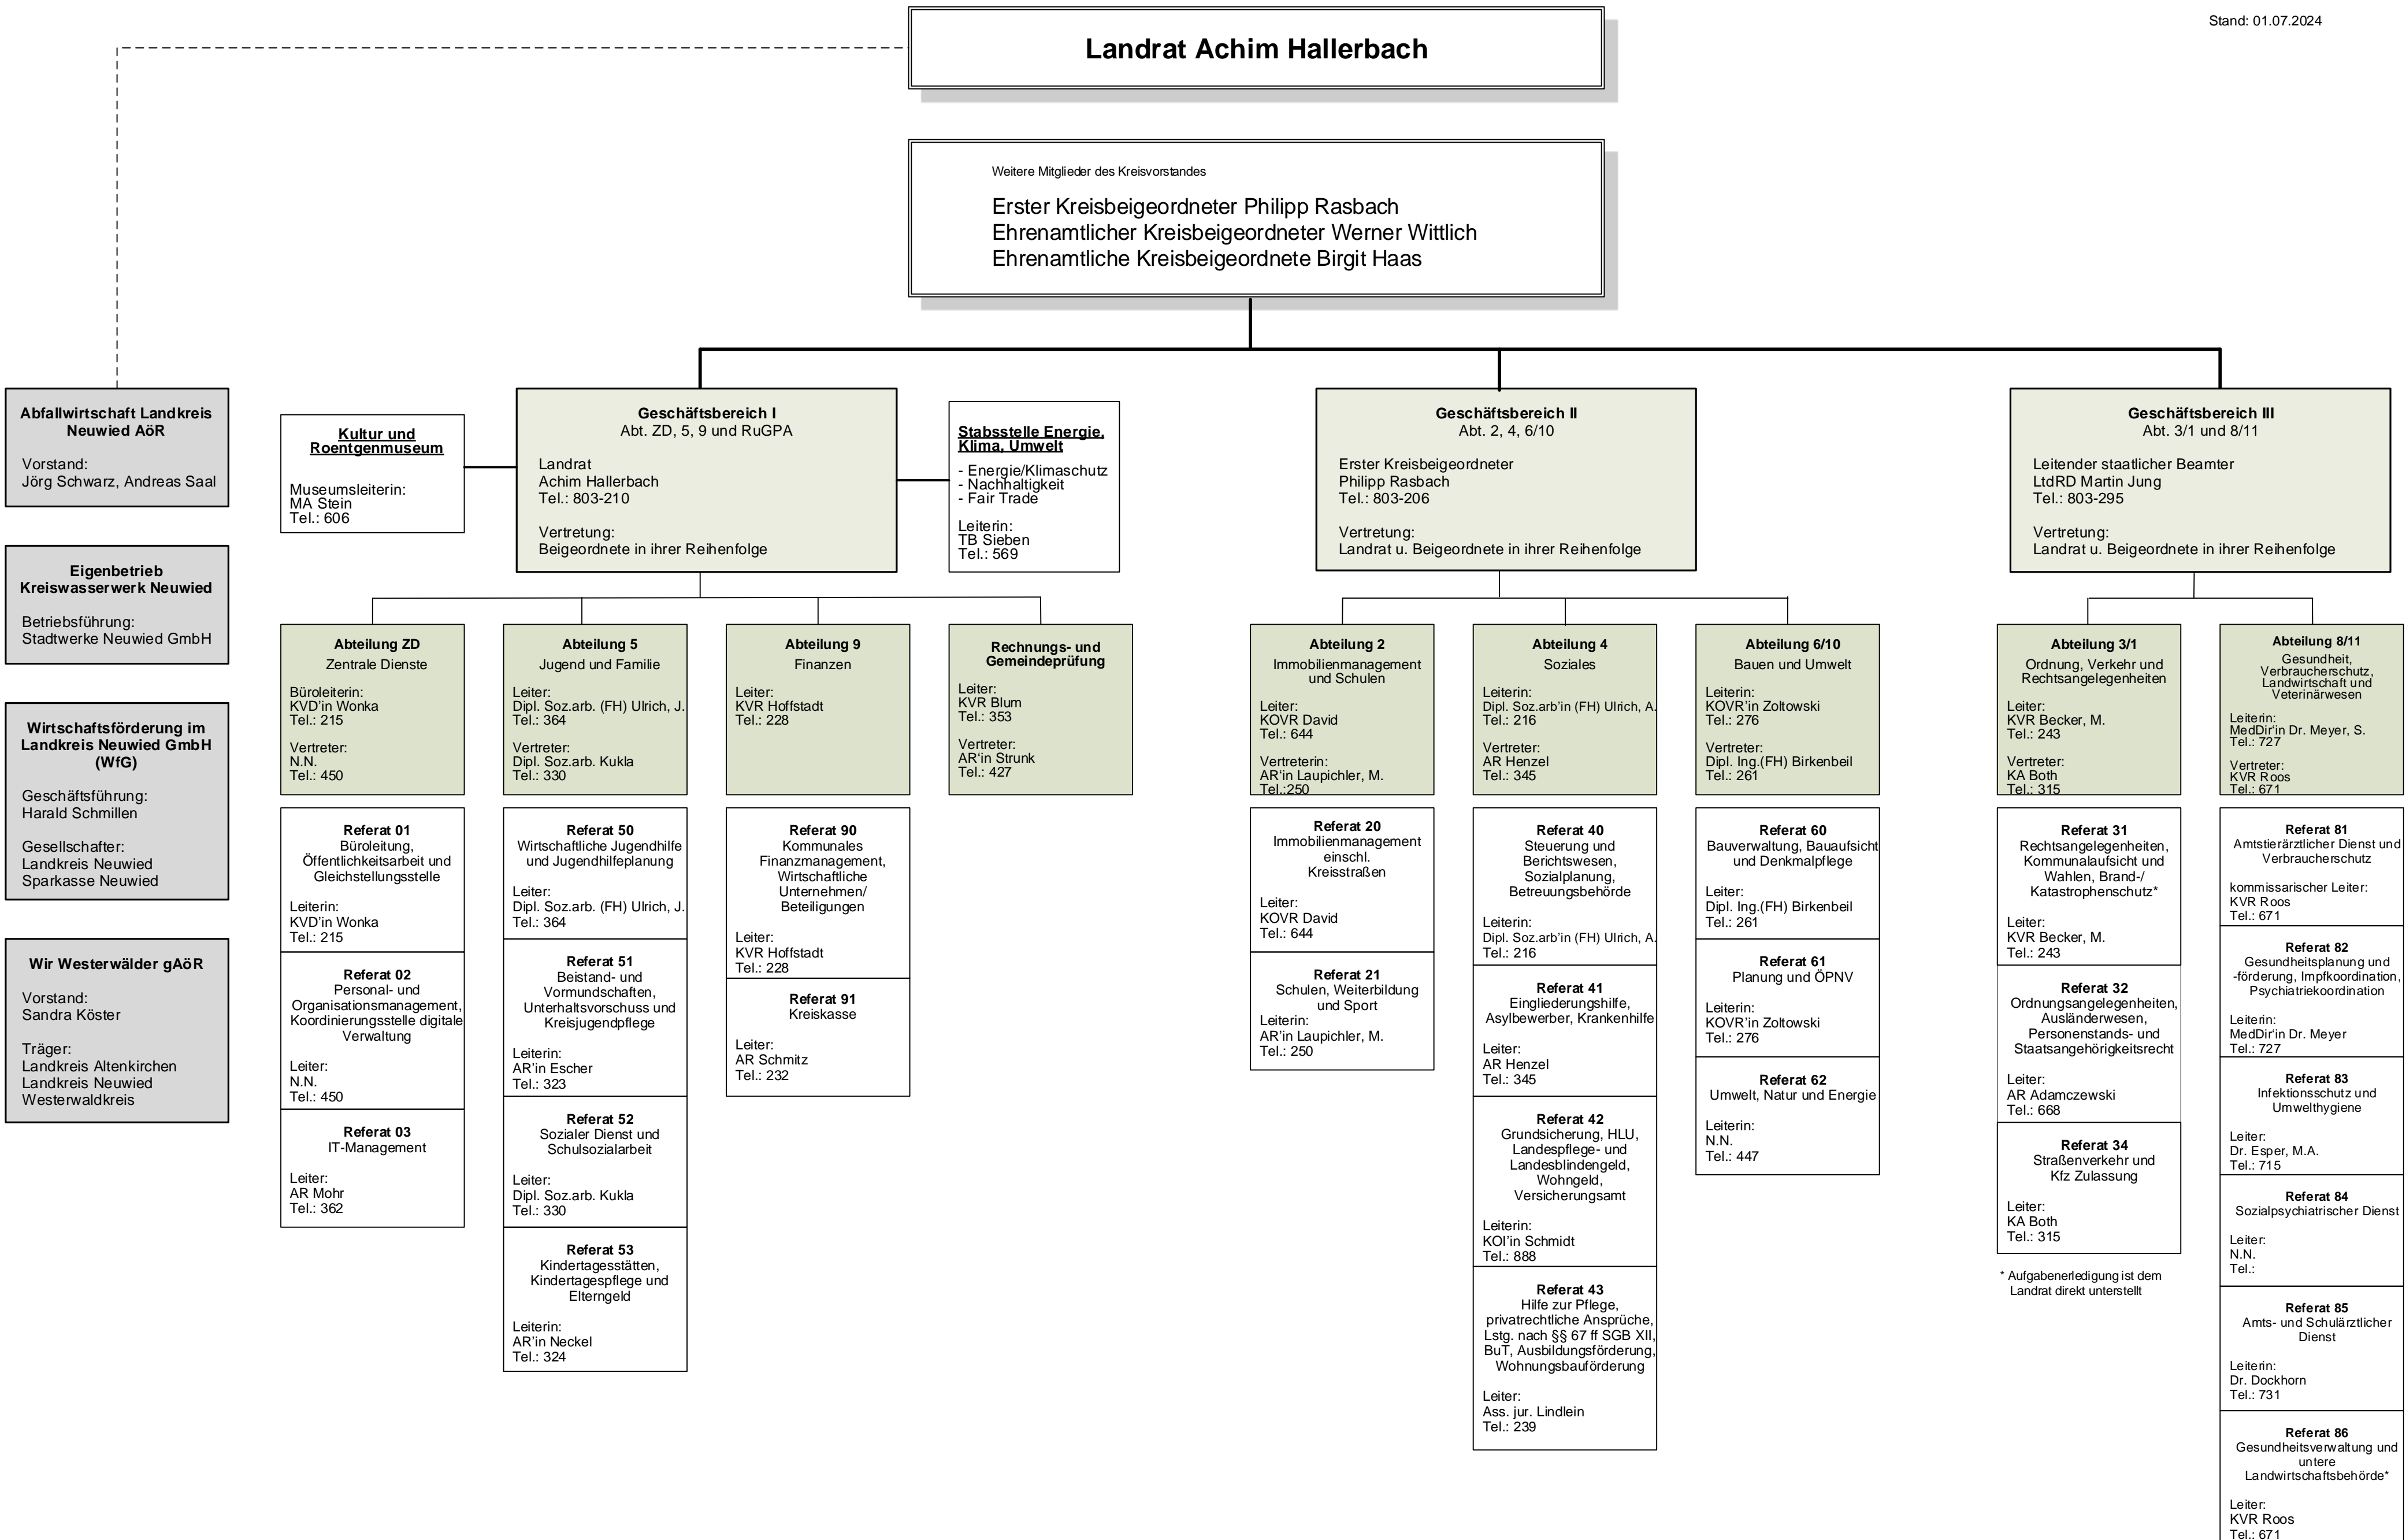 Stand: 01.07.2024
Landrat Achim Hallerbach
Weitere Mitglieder des Kreisvorstandes
Erster Kreisbeigeordneter Philipp Rasbach
Ehrenamtlicher Kreisbeigeordneter Werner Wittlich
Ehrenamtliche Kreisbeigeordnete Birgit Haas
Abfallwirtschaft Landkreis
Neuwied AöR
Vorstand:
Jörg Schwarz, Andreas Saal
Eigenbetrieb
Kreiswasserwerk Neuwied
Betriebsführung:
Stadtwerke Neuwied GmbH
Wirtschaftsförderung im
Landkreis Neuwied GmbH
(WfG)
Geschäftsführung:
Harald Schmillen
Gesellschafter:
Landkreis Neuwied
Sparkasse Neuwied
Wir Westerwälder gAöR
Vorstand:
Sandra Köster
Träger:
Landkreis Altenkirchen
Landkreis Neuwied
Westerwaldkreis
Kultur und
Roentgenmuseum
Museumsleiterin:
MA Stein
Tel.: 606
Geschäftsbereich I
Abt. ZD, 5, 9 und RuGPA
Landrat
Achim Hallerbach
Tel.: 803-210
Vertretung:
Beigeordnete in ihrer Reihenfolge
Stabsstelle Energie,
Klima, Umwelt
- Energie/Klimaschutz
- Nachhaltigkeit
- Fair Trade
Leiterin:
TB Sieben
Tel.: 569
Geschäftsbereich II
Abt. 2, 4, 6/10
Erster Kreisbeigeordneter
Philipp Rasbach
Tel.: 803-206
Vertretung:
Landrat u. Beigeordnete in ihrer Reihenfolge
Geschäftsbereich III
Abt. 3/1 und 8/11
Leitender staatlicher Beamter
LtdRD Martin Jung
Tel.: 803-295
Vertretung:
Landrat u. Beigeordnete in ihrer Reihenfolge
Abteilung ZD
Zentrale Dienste
Büroleiterin:
KVD'in Wonka
Tel.: 215
Vertreter:
N.N.
Tel.: 450
Referat 01
Büroleitung,
Öffentlichkeitsarbeit und
Gleichstellungsstelle
Leiterin:
KVD'in Wonka
Tel.: 215
Referat 02
Personal- und
Organisationsmanagement,
Koordinierungsstelle digitale
Verwaltung
Leiter:
N.N.
Tel.: 450
Referat 03
IT-Management
Leiter:
AR Mohr
Tel.: 362
Abteilung 5
Jugend und Familie
Leiter:
Dipl. Soz.arb. (FH) Ulrich, J.
Tel.: 364
Vertreter:
Dipl. Soz.arb. Kukla
Tel.: 330
Referat 50
Wirtschaftliche Jugendhilfe
und Jugendhilfeplanung
Leiter:
Dipl. Soz.arb. (FH) Ulrich, J.
Tel.: 364
Referat 51
Beistand- und
Vormundschaften,
Unterhaltsvorschuss und
Kreisjugendpflege
Leiterin:
AR'in Escher
Tel.: 323
Referat 52
Sozialer Dienst und
Schulsozialarbeit
Leiter:
Dipl. Soz.arb. Kukla
Tel.: 330
Referat 53
Kindertagesstätten,
Kindertagespflege und
Elterngeld
Leiterin:
AR'in Neckel
Tel.: 324
Abteilung 9
Finanzen
Leiter:
KVR Hoffstadt
Tel.: 228
Referat 90
Kommunales
Finanzmanagement,
Wirtschaftliche
Unternehmen/
Beteiligungen
Leiter:
KVR Hoffstadt
Tel.: 228
Referat 91
Kreiskasse
Leiter:
AR Schmitz
Tel.: 232
Rechnungs- und
Gemeindeprüfung
Leiter:
KVR Blum
Tel.: 353
Vertreter:
AR'in Strunk
Tel.: 427
Abteilung 2
Immobilienmanagement
und Schulen
Leiter:
KOVR David
Tel.: 644
Vertreterin:
AR'in Laupichler, M.
Tel.:250
Referat 20
Immobilienmanagement
einschl.
Kreisstraßen
Leiter:
KOVR David
Tel.: 644
Referat 21
Schulen, Weiterbildung
und Sport
Leiterin:
AR'in Laupichler, M.
Tel.: 250
Abteilung 4
Soziales
Leiterin:
Dipl. Soz.arb'in (FH) Ulrich, A.
Tel.: 216
Vertreter:
AR Henzel
Tel.: 345
Referat 40
Steuerung und
Berichtswesen,
Sozialplanung,
Betreuungsbehörde
Leiterin:
Dipl. Soz.arb'in (FH) Ulrich, A.
Tel.: 216
Referat 41
Eingliederungshilfe,
Asylbewerber, Krankenhilfe
Leiter:
AR Henzel
Tel.: 345
Referat 42
Grundsicherung, HLU,
Landespflege- und
Landesblindengeld,
Wohngeld,
Versicherungsamt
Leiterin:
KOI'in Schmidt
Tel.: 888
Referat 43
Hilfe zur Pflege,
privatrechtliche Ansprüche,
Lstg. nach §§ 67 ff SGB XII,
BuT, Ausbildungsförderung,
Wohnungsbauförderung
Leiter:
Ass. jur. Lindlein
Tel.: 239
Abteilung 6/10
Bauen und Umwelt
Leiterin:
KOVR'in Zoltowski
Tel.: 276
Vertreter:
Dipl. Ing.(FH) Birkenbeil
Tel.: 261
Referat 60
Bauverwaltung, Bauaufsicht
und Denkmalpflege
Leiter:
Dipl. Ing.(FH) Birkenbeil
Tel.: 261
Referat 61
Planung und ÖPNV
Leiterin:
KOVR'in Zoltowski
Tel.: 276
Referat 62
Umwelt, Natur und Energie
Leiterin:
N.N.
Tel.: 447
Abteilung 3/1
Ordnung, Verkehr und
Rechtsangelegenheiten
Leiter:
KVR Becker, M.
Tel.: 243
Vertreter:
KA Both
Tel.: 315
Referat 31
Rechtsangelegenheiten,
Kommunalaufsicht und
Wahlen, Brand-/
Katastrophenschutz*
Leiter:
KVR Becker, M.
Tel.: 243
Referat 32
Ordnungsangelegenheiten,
Ausländerwesen,
Personenstands- und
Staatsangehörigkeitsrecht
Leiter:
AR Adamczewski
Tel.: 668
Referat 34
Straßenverkehr und
Kfz Zulassung
Leiter:
KA Both
Tel.: 315
* Aufgabenerledigung ist dem
Landrat direkt unterstellt
Abteilung 8/11
Gesundheit,
Verbraucherschutz,
Landwirtschaft und
Veterinärwesen
Leiterin:
MedDir'in Dr. Meyer, S.
Tel.: 727
Vertreter:
KVR Roos
Tel.: 671
Referat 81
Amtstierärztlicher Dienst und
Verbraucherschutz
kommissarischer Leiter:
KVR Roos
Tel.: 671
Referat 82
Gesundheitsplanung und
-förderung, Impfkoordination,
Psychiatriekoordination
Leiterin:
MedDir'in Dr. Meyer
Tel.: 727
Referat 83
Infektionsschutz und
Umwelthygiene
Leiter:
Dr. Esper, M.A.
Tel.: 715
Referat 84
Sozialpsychiatrischer Dienst
Leiter:
N.N.
Tel.:
Referat 85
Amts- und Schulärztlicher
Dienst
Leiterin:
Dr. Dockhorn
Tel.: 731
Referat 86
Gesundheitsverwaltung und
untere
Landwirtschaftsbehörde*
Leiter:
KVR Roos
Tel.: 671